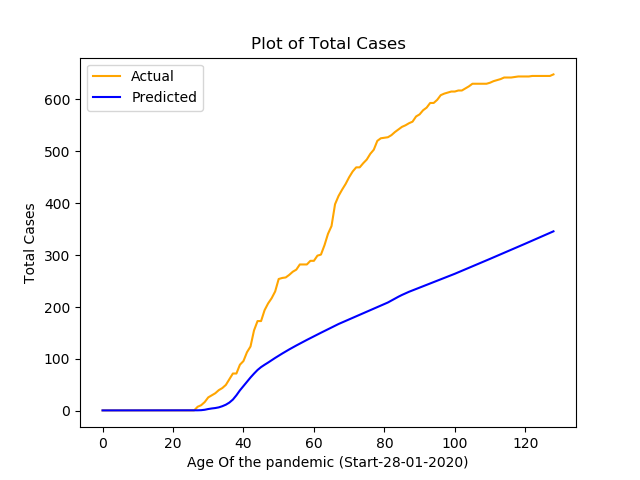 Plot of Total Cases
Actual
Predicted
Total Cases
600
500
400
300
200
100
0
0 20 40 60 80 100 120
Age Of the pandemic (Start-28-01-2020)